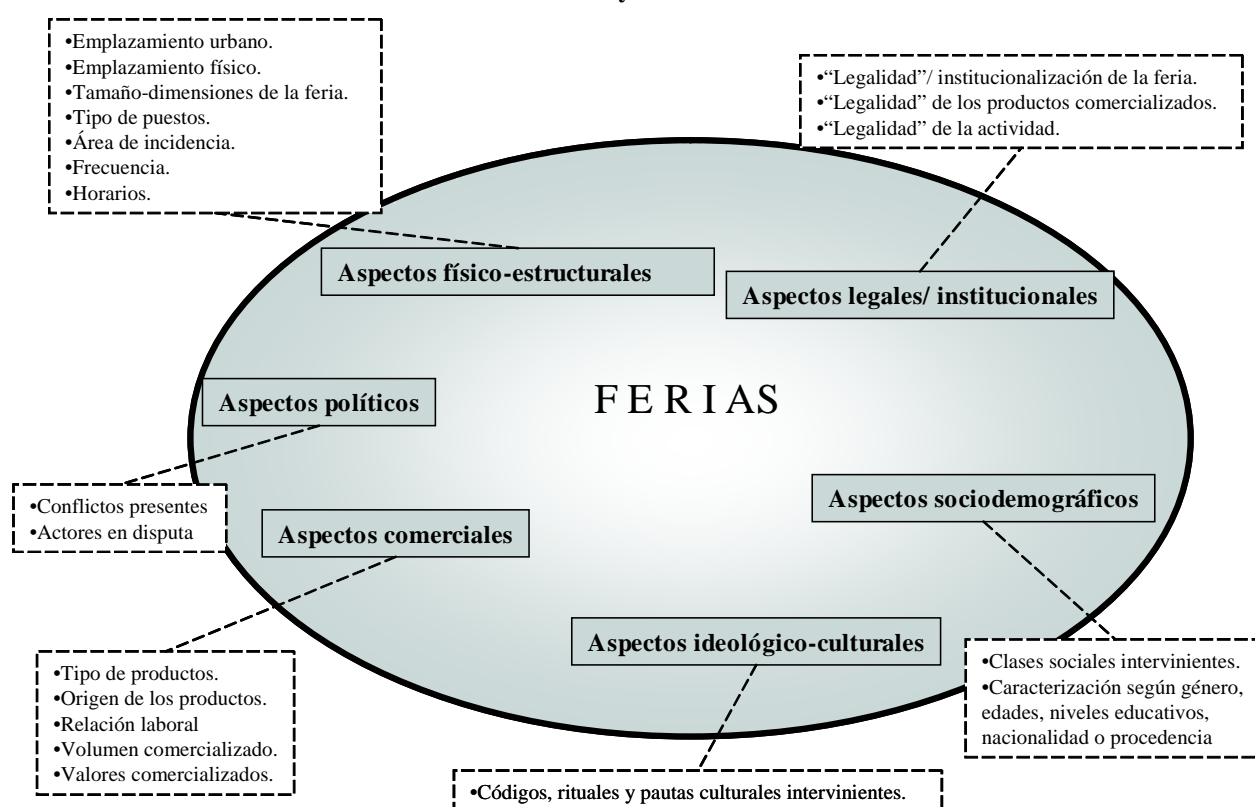 •Emplazamiento urbano.
•Emplazamiento físico.
•Tamaño-dimensiones de la feria.
•Tipo de puestos.
•Área de incidencia.
•Frecuencia.
•Horarios.
•“Legalidad”/ institucionalización de la feria.
•“Legalidad” de los productos comercializados.
•“Legalidad” de la actividad.
Aspectos físico-estructurales
Aspectos legales/ institucionales
F E R I AS
Aspectos políticos
•Conflictos presentes
•Actores en disputa
Aspectos sociodemográficos
Aspectos comerciales
Aspectos ideológico-culturales
•Tipo de productos.
•Origen de los productos.
•Relación laboral
•Volumen comercializado.
•Valores comercializados.
•Clases sociales intervinientes.
•Caracterización según género,
edades, niveles educativos,
nacionalidad o procedencia
•Códigos, rituales y pautas culturales intervinientes.